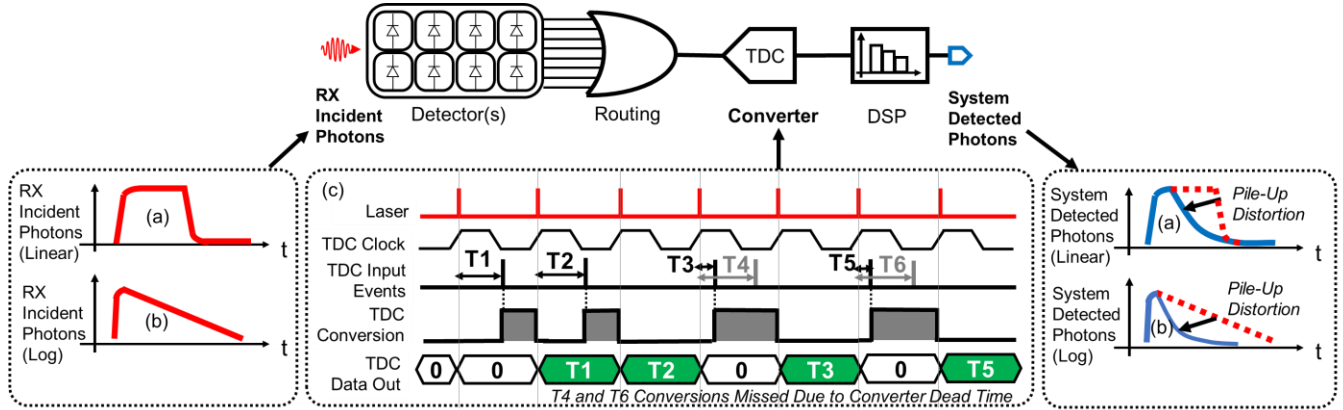 TDC
RX
Incident
Photons
Detector(s)
Routing
Converter
DSP
System
Detected
Photons
RX
Incident
Photons
(Linear)
(a)
t
RX
Incident
Photons
(Log)
(b)
t
(c)
Laser
TDC Clock
TDC Input
Events
T1
T2
T3
T4
T5
T6
TDC
Conversion
TDC
Data Out
0
0
T1
T2
0
T3
0
T5
T4 and T6 Conversions Missed Due to Converter Dead Time
System
Detected
Photons
(Linear)
(a)
Pile-Up
Distortion
t
System
Detected
Photons
(Log)
(b)
Pile-Up
Distortion
t